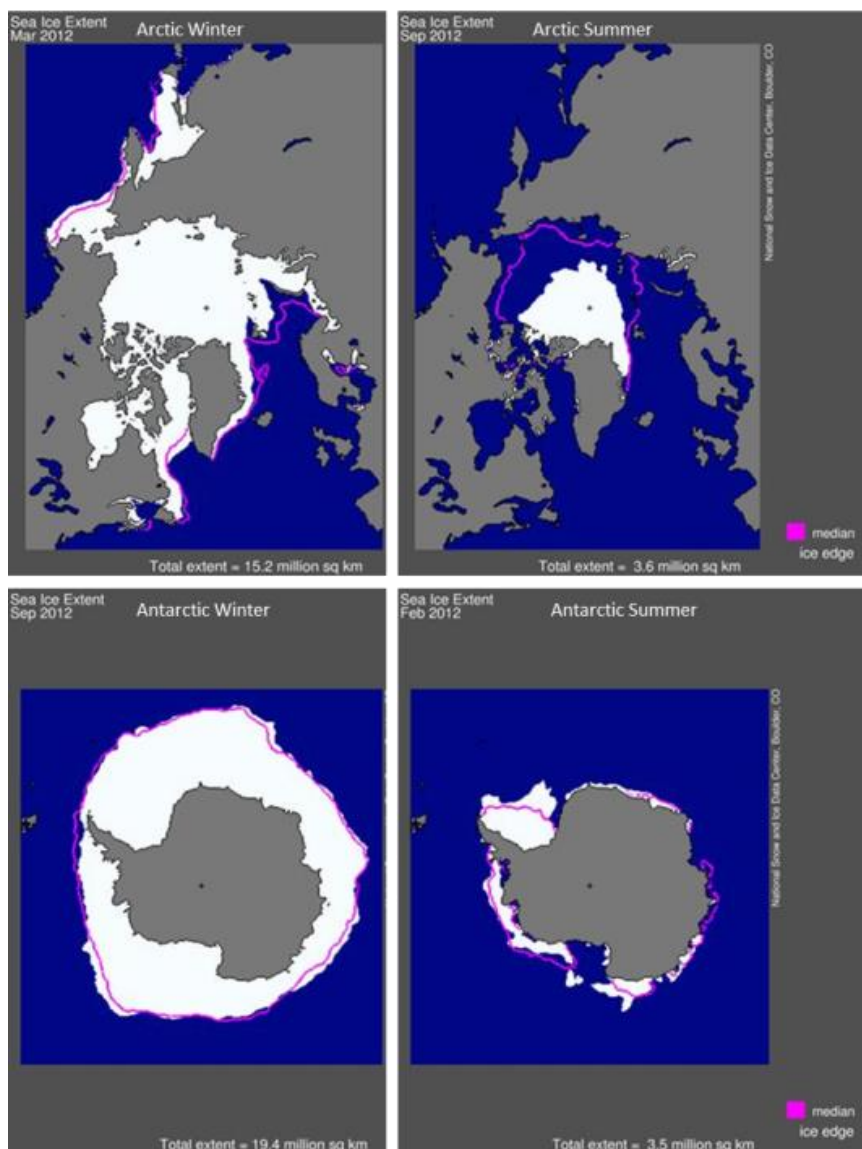 Sea Ice Extent
Mar 2012
Arctic Winter
Total extent = 15.2 million sq km
Sea Ice Extent
Sep 2012
Arctic Summer
National Snow and Ice Data Center, Boulder, CO
median
ice edge
Total extent = 3.6 million sq km
Sea Ice Extent
Sep 2012
Antarctic Winter
Total extent = 19.4 million sq km
Sea Ice Extent
Feb 2012
Antarctic Summer
National Snow and Ice Data Center, Boulder, CO
median
ice edge
Total extent = 3.5 million sq km